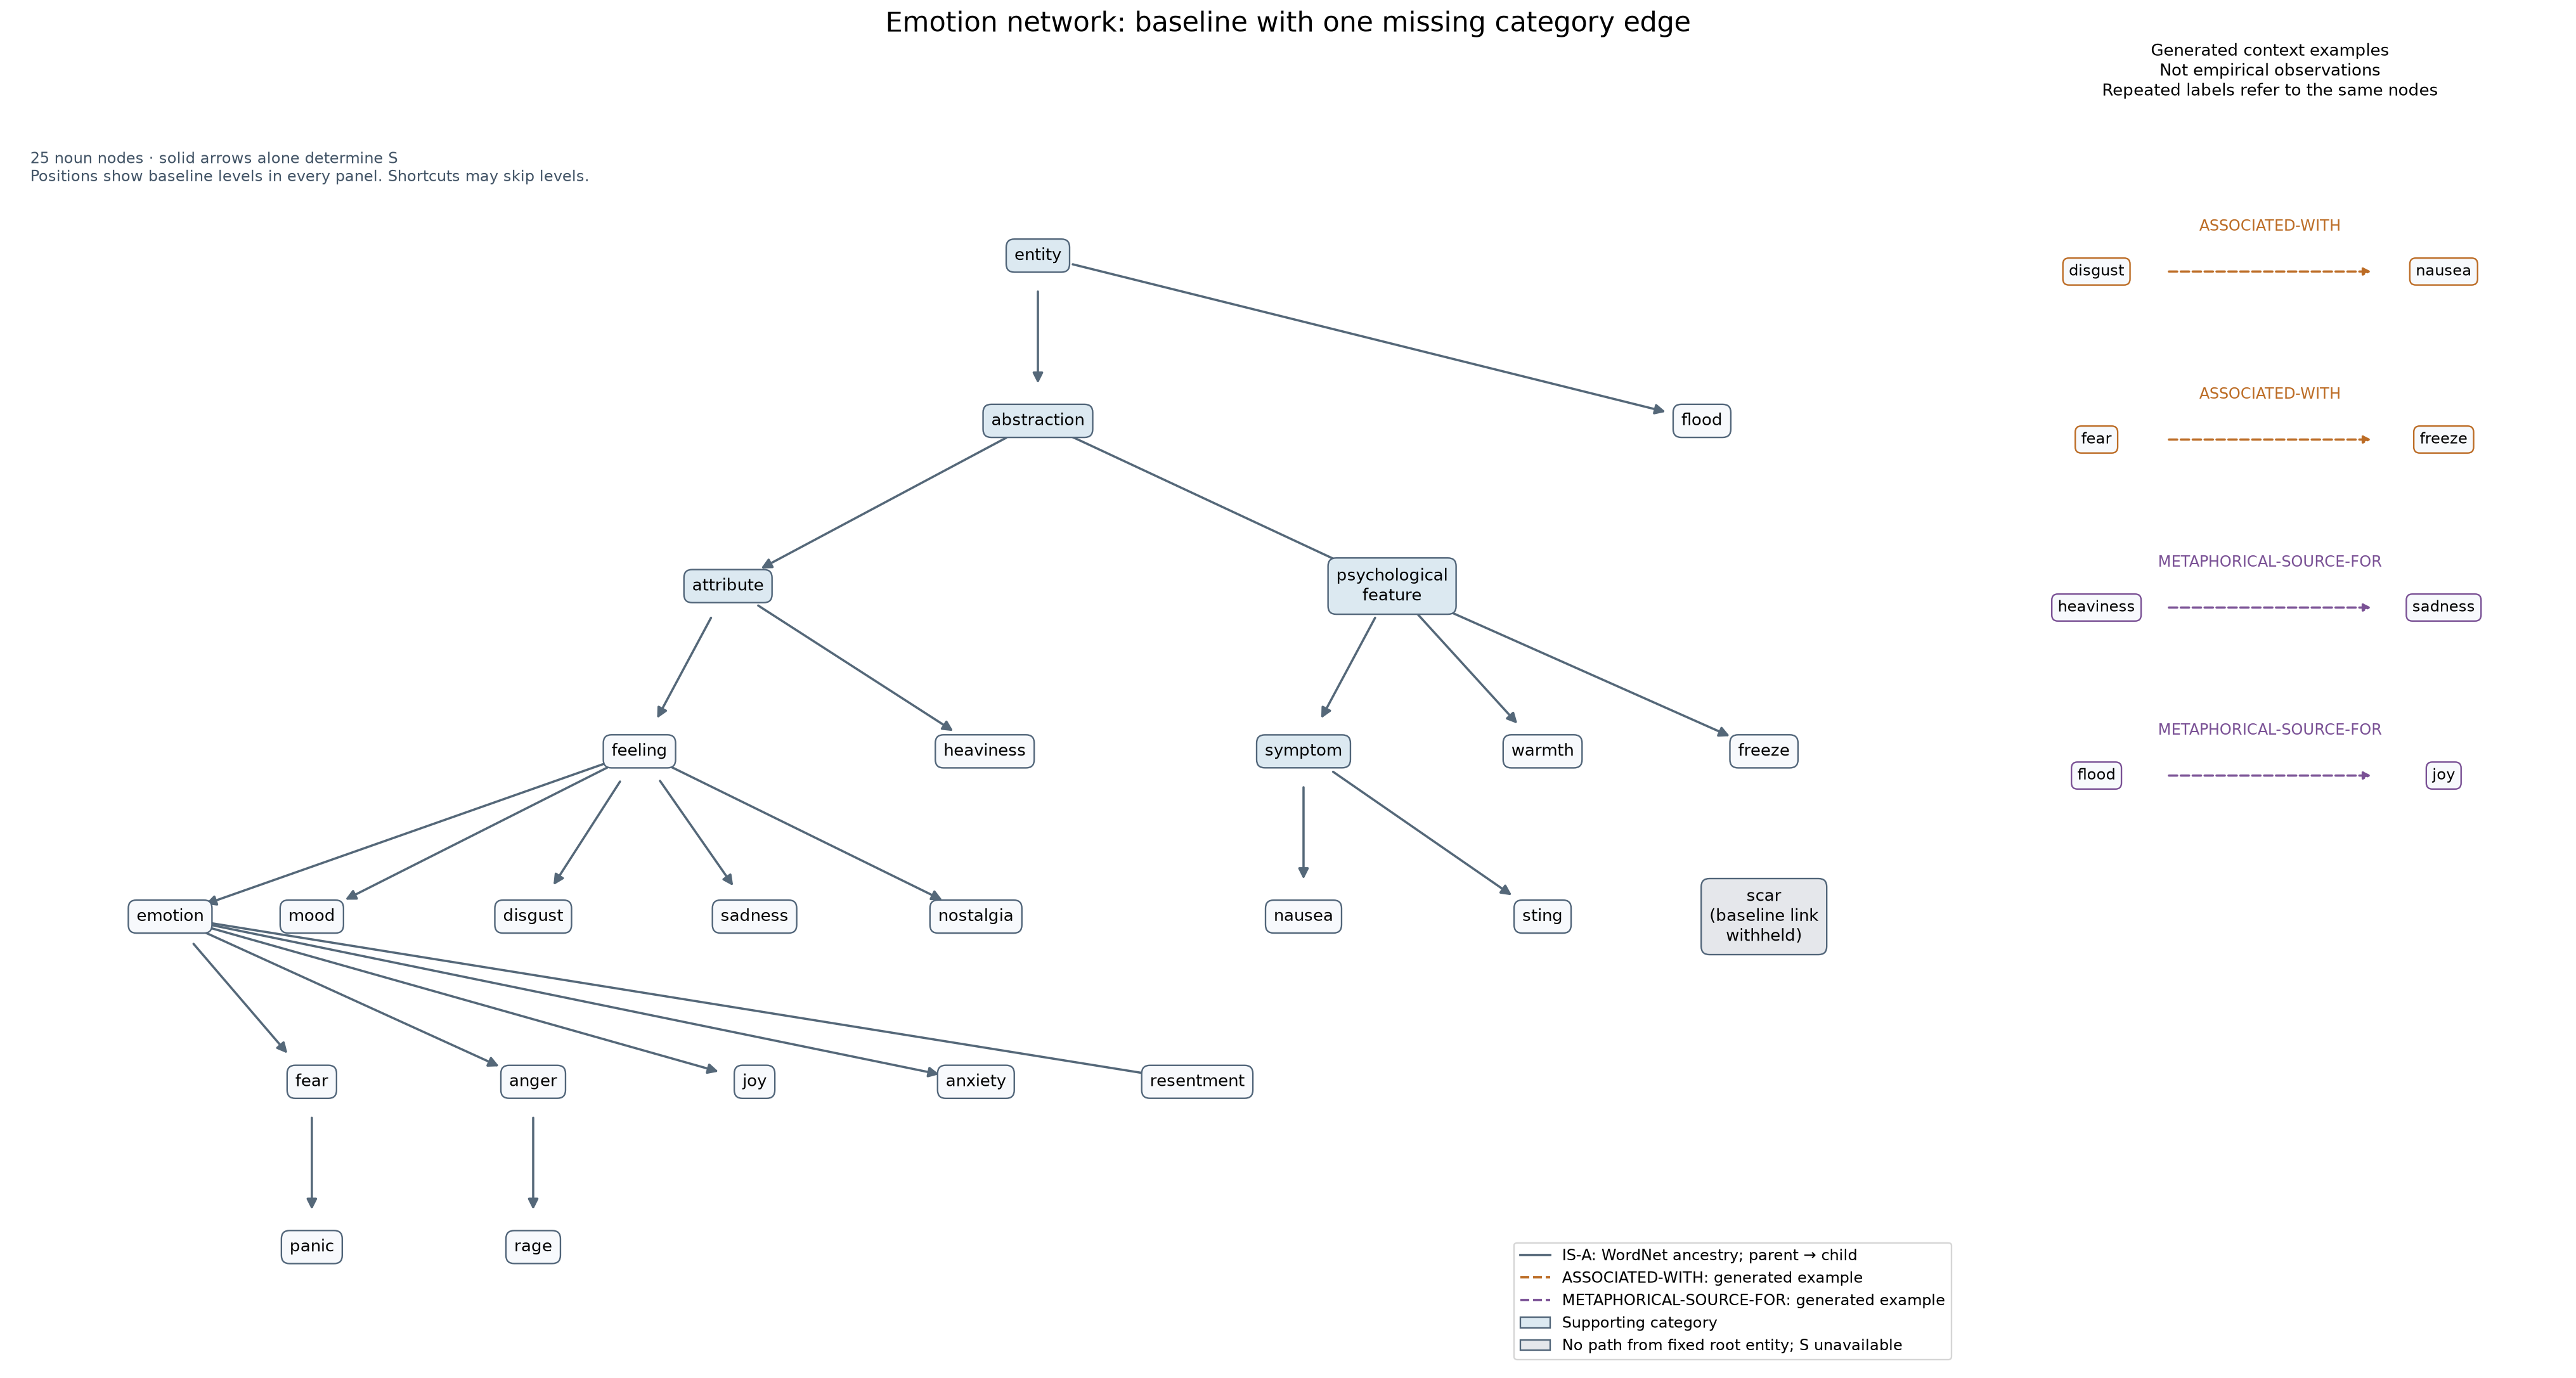 Emotion network: baseline with one missing category edge
Generated context examples
Not empirical observations
Repeated labels refer to the same nodes
25 noun nodes · solid arrows alone determine S
Positions show baseline levels in every panel. Shortcuts may skip levels.
entity
abstraction
flood
attribute
psychological
feature
feeling
heaviness
symptom
warmth
freeze
emotion
mood
disgust
sadness
nostalgia
nausea
sting
scar
(baseline link
withheld)
fear
anger
joy
anxiety
resentment
panic
rage
ASSOCIATED-WITH
disgust
nausea
ASSOCIATED-WITH
fear
freeze
METAPHORICAL-SOURCE-FOR
heaviness
sadness
METAPHORICAL-SOURCE-FOR
flood
joy
IS-A: WordNet ancestry; parent → child
ASSOCIATED-WITH: generated example
METAPHORICAL-SOURCE-FOR: generated example
Supporting category
No path from fixed root entity; S unavailable